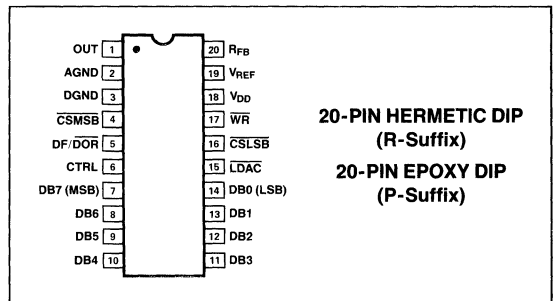 OUT 1 20 RFB
AGND 2 19 VREF
DGND 3 18 VDD
CSMSB 4 17 WR
DF/DOR 5 16 CSLSB
CTRL 6 15 LDAC
DB7 (MSB) 7 14 DB0 (LSB)
DB6 8 13 DB1
DB5 9 12 DB2
DB4 10 11 DB3
20-PIN HERMETIC DIP
(R-Suffix)
20-PIN EPOXY DIP
(P-Suffix)